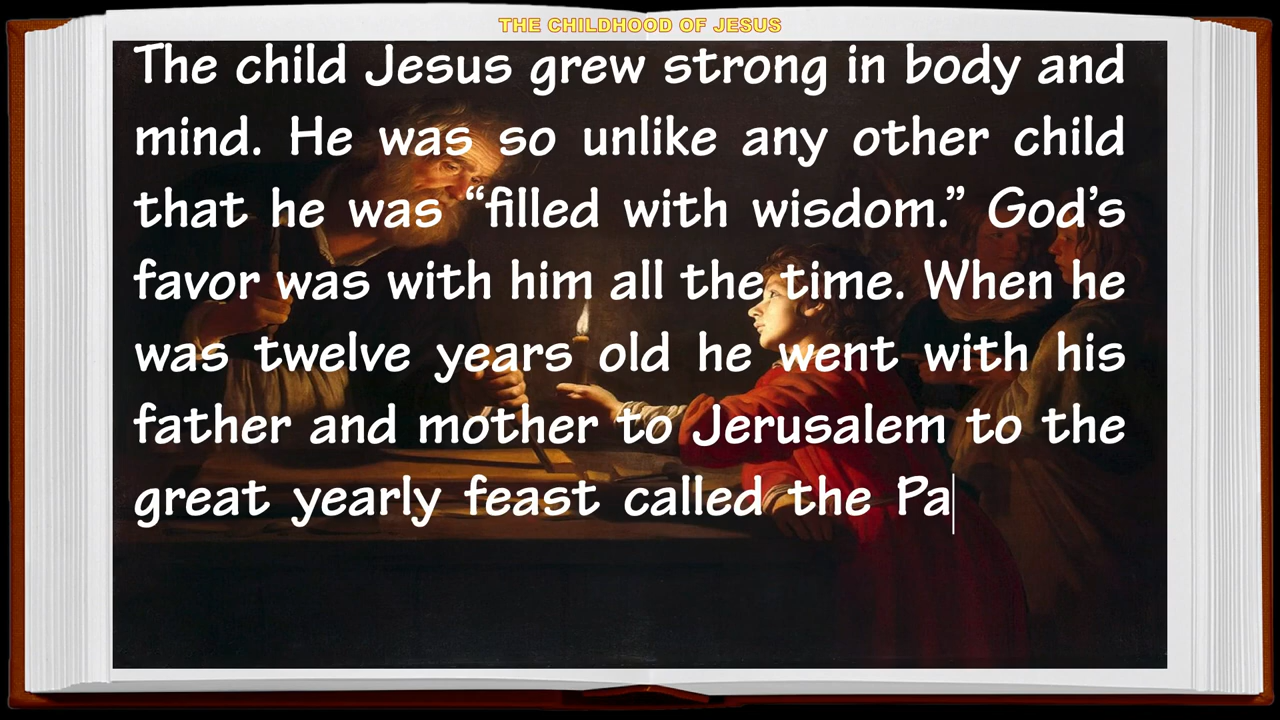 THE CHILDHOOD OF JESUS
The child Jesus grew strong in body and
mind. He was so unlike any other child
that he was “filled with wisdom.” God’s
favor was with him all the time. When he
was twelve years old he went with his
father and mother to Jerusalem to the
great yearly feast called the Pa